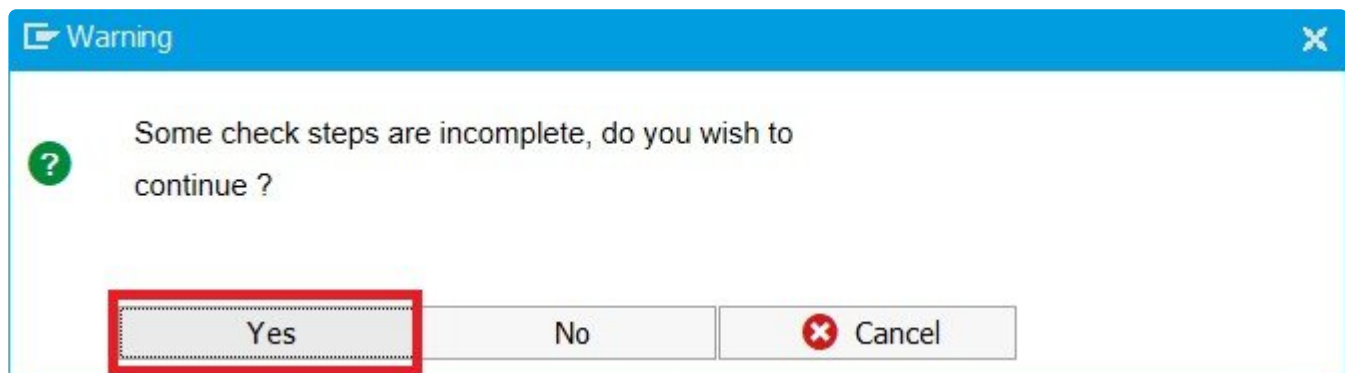 Warning
Some check steps are incomplete, do you wish to
continue ?
Yes No Cancel